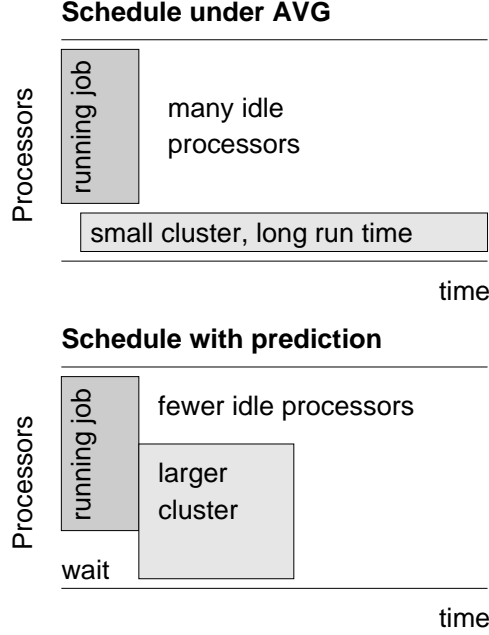 Schedule under AVG
Processors
running job
many idle
processors
small cluster, long run time
time
Schedule with prediction
Processors
running job
fewer idle processors
larger
cluster
wait
time